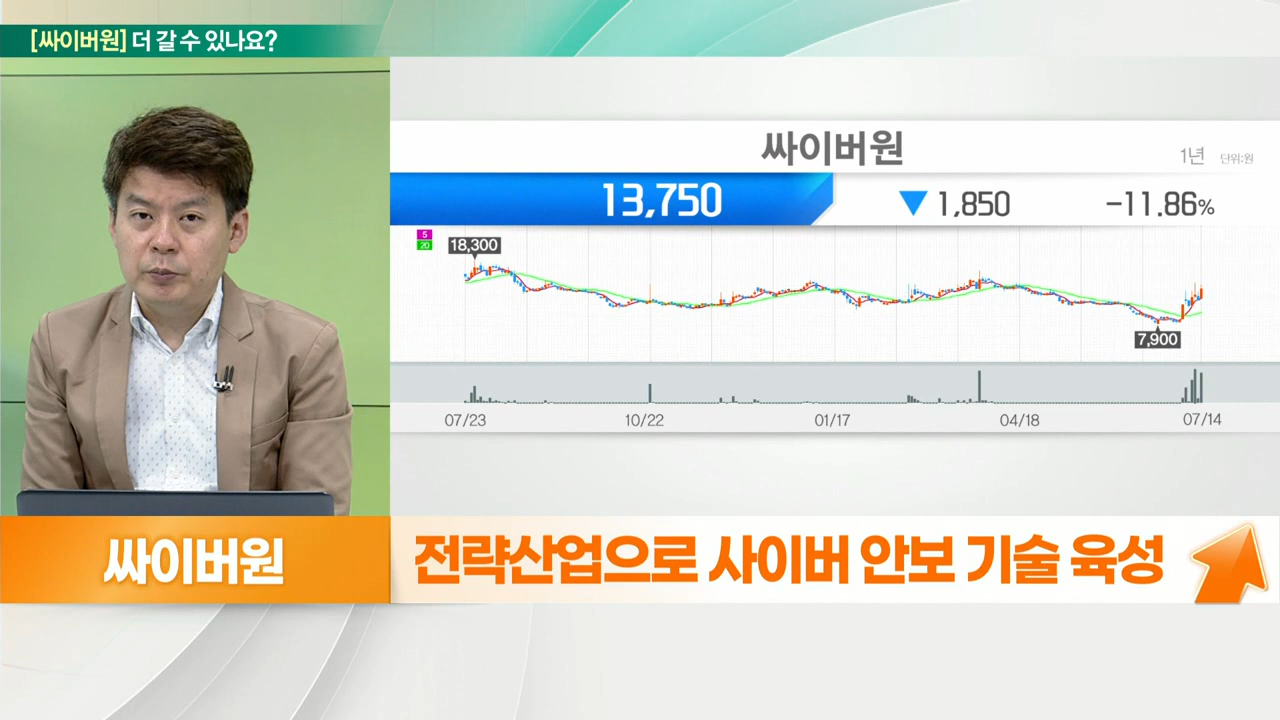 [싸이버원] 더 갈 수 있나요?
싸이버원
1년 단위:원
13,750 ▼ 1,850 -11.86%
5
20
18,300
7,900
07/23 10/22 01/17 04/18 07/14
싸이버원
전략산업으로 사이버 안보 기술 육성